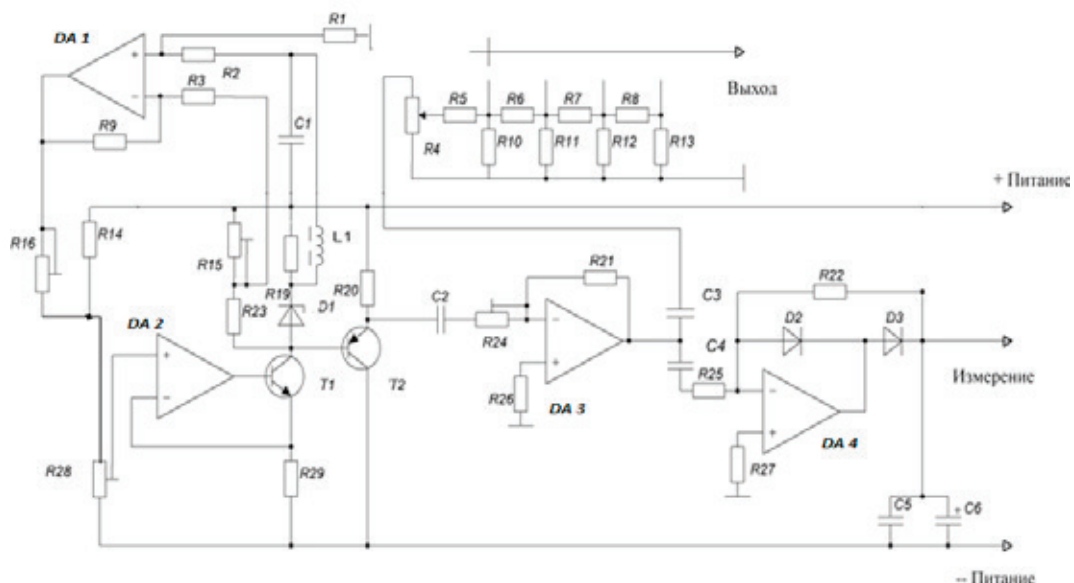 R1
DA 1
R2
R3
R9
C1
R4
R5
R6
R7
R8
R10
R11
R12
R13
Выход
+ Питание
R16
R14
R15
L1
R19
R20
R23
D1
DA 2
T1
T2
R28
R29
C2
R24
R21
R26
DA 3
C3
C4
R25
R22
D2
D3
Измерение
R27
DA 4
C5
+ C6
-- Питание